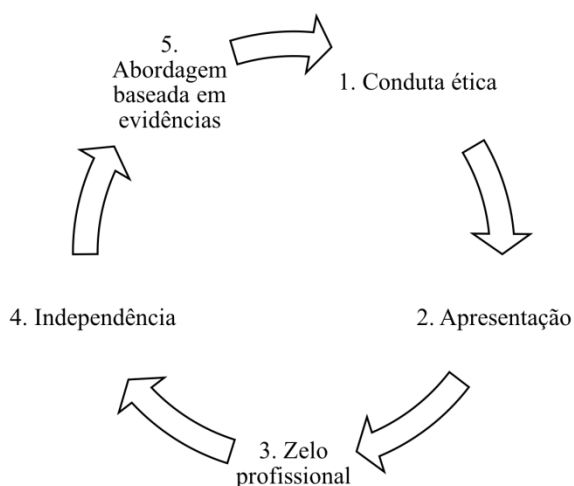 1. Conduta ética
2. Apresentação
3. Zelo
profissional
4. Independência
5.
Abordagem
baseada em
evidências